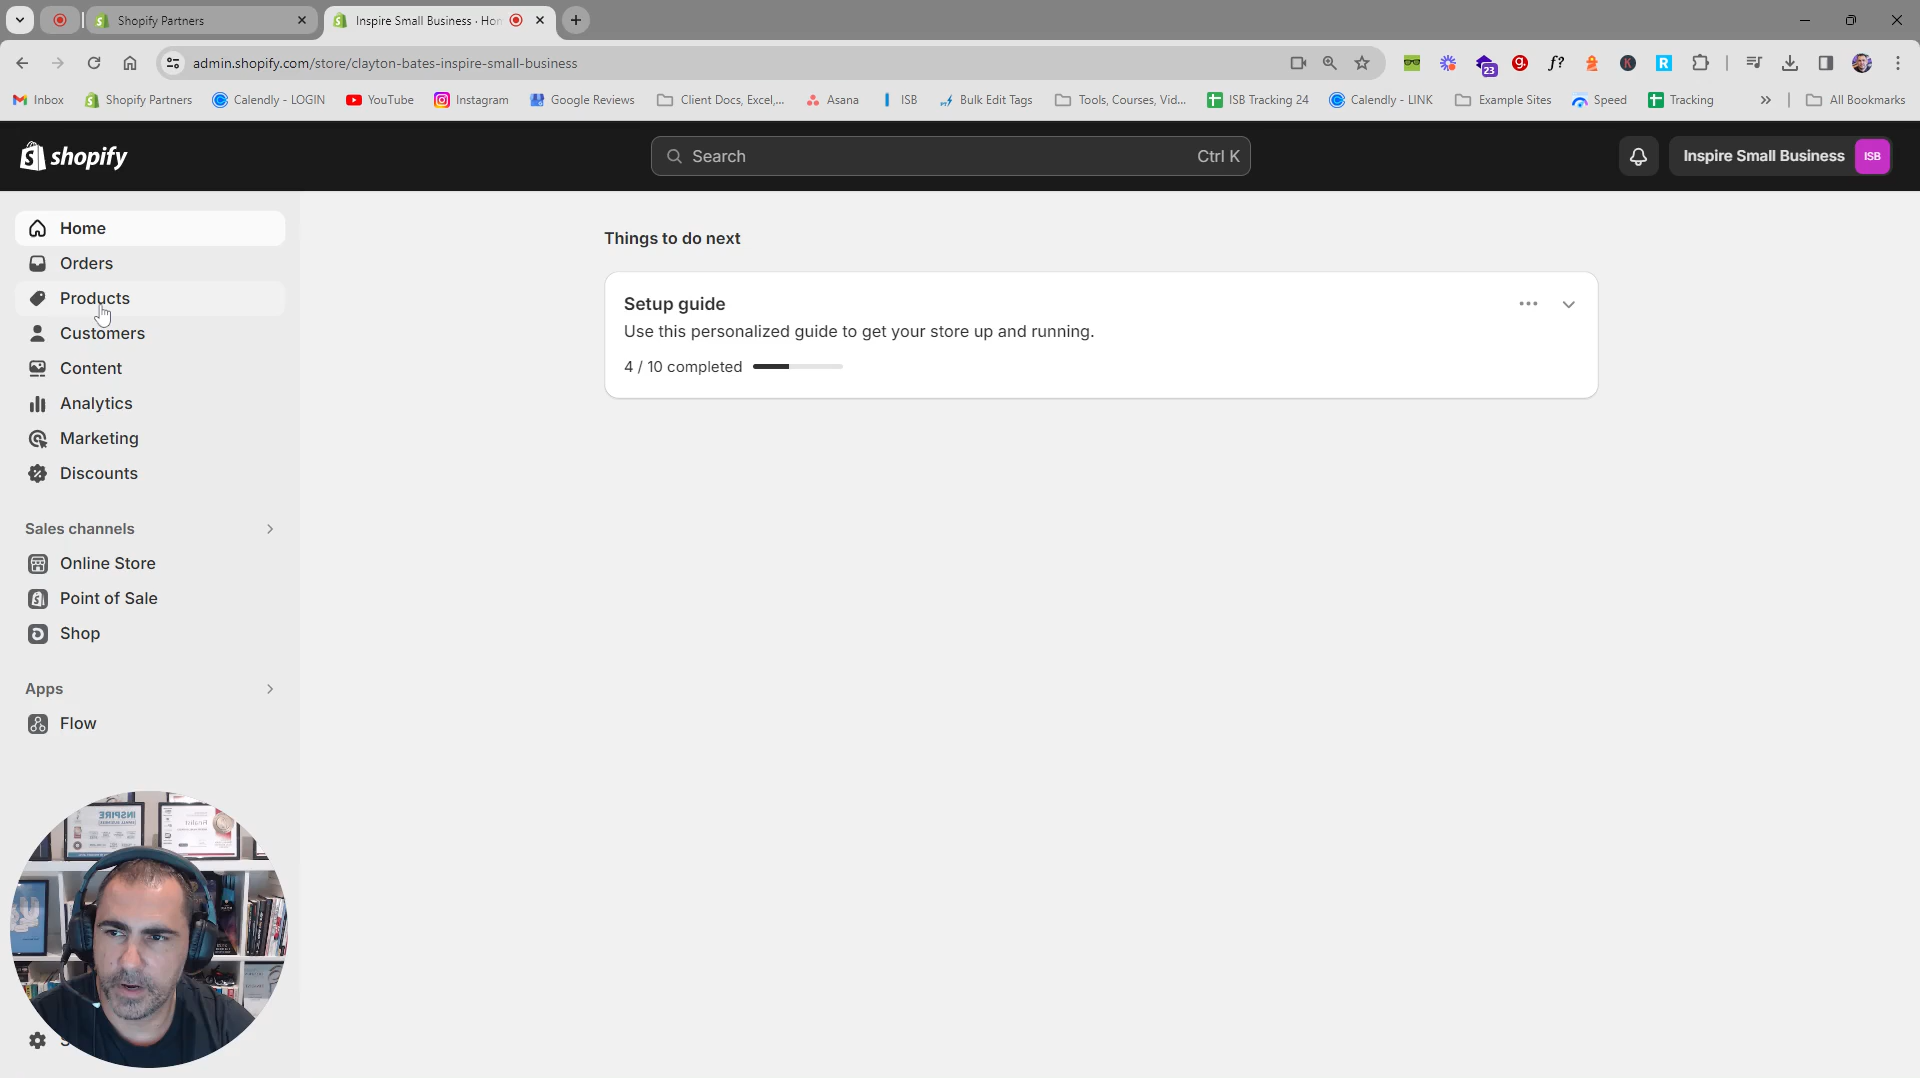 Shopify Partners
Inspire Small Business · Hon
admin.shopify.com/store/clayton-bates-inspire-small-business
23
Inbox
Shopify Partners
Calendly - LOGIN
YouTube
Instagram
Google Reviews
Client Docs, Excel,...
Asana
ISB
Bulk Edit Tags
Tools, Courses, Vid...
ISB Tracking 24
Calendly - LINK
Example Sites
Speed
Tracking
All Bookmarks
shopify
Search
Ctrl K
Inspire Small Business
ISB
Home
Orders
Products
Customers
Content
Analytics
Marketing
Discounts
Sales channels
Online Store
Point of Sale
Shop
Apps
Flow
Things to do next
Setup guide
Use this personalized guide to get your store up and running.
4 / 10 completed